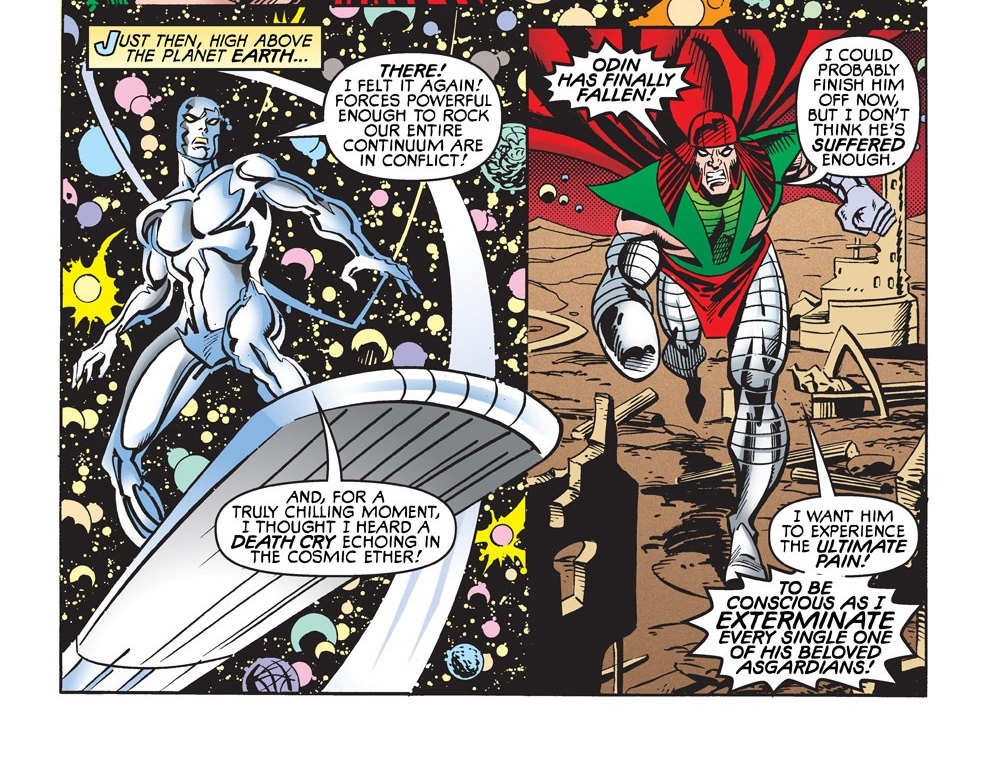 JUST THEN, HIGH ABOVE
THE PLANET EARTH...
THERE!
I FELT IT AGAIN!
FORCES POWERFUL
ENOUGH TO ROCK
OUR ENTIRE
CONTINUUM ARE
IN CONFLICT!
AND, FOR A
TRULY CHILLING MOMENT,
I THOUGHT I HEARD A
DEATH CRY ECHOING IN
THE COSMIC ETHER!
ODIN
HAS FINALLY
FALLEN!
I COULD
PROBABLY
FINISH HIM
OFF NOW,
BUT I DON'T
THINK HE'S
SUFFERED
ENOUGH.
I WANT HIM
TO EXPERIENCE
THE ULTIMATE
PAIN!
TO BE
CONSCIOUS AS I
EXTERMINATE
EVERY SINGLE ONE
OF HIS BELOVED
ASGARDIANS!